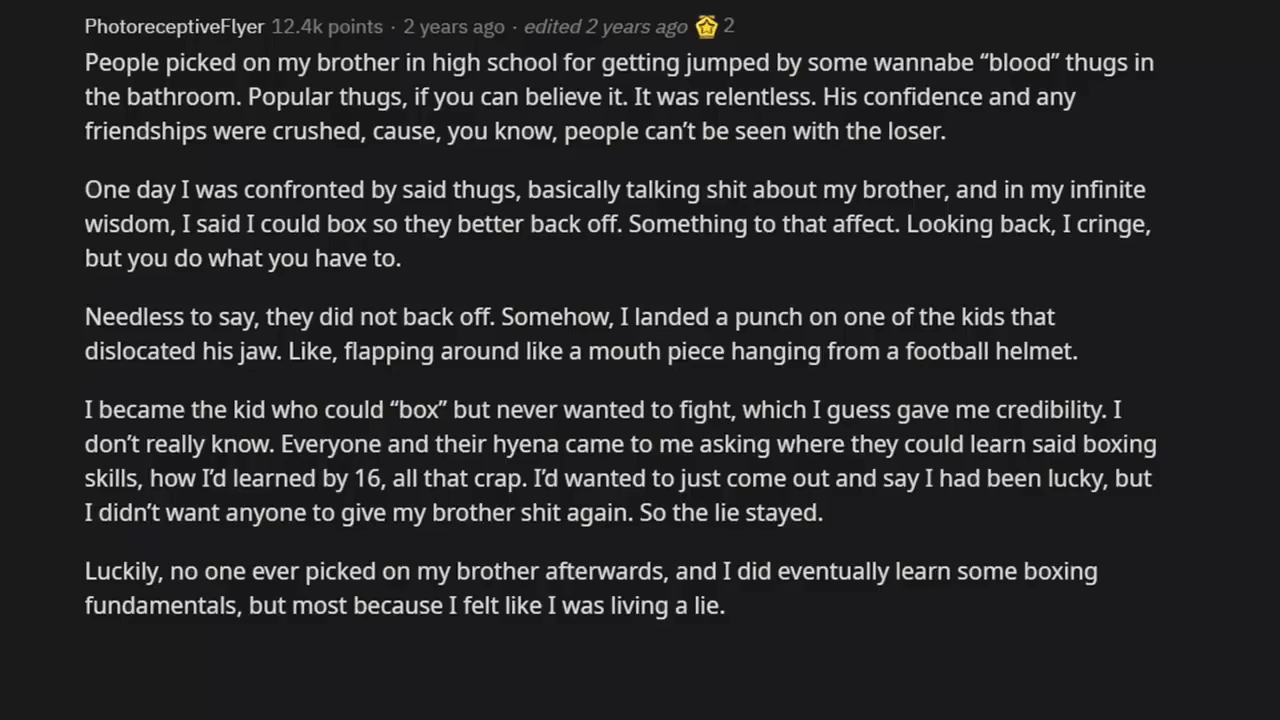 PhotoreceptiveFlyer 12.4k points · 2 years ago · edited 2 years ago 2
People picked on my brother in high school for getting jumped by some wannabe “blood” thugs in
the bathroom. Popular thugs, if you can believe it. It was relentless. His confidence and any
friendships were crushed, cause, you know, people can’t be seen with the loser.
One day I was confronted by said thugs, basically talking shit about my brother, and in my infinite
wisdom, I said I could box so they better back off. Something to that affect. Looking back, I cringe,
but you do what you have to.
Needless to say, they did not back off. Somehow, I landed a punch on one of the kids that
dislocated his jaw. Like, flapping around like a mouth piece hanging from a football helmet.
I became the kid who could “box” but never wanted to fight, which I guess gave me credibility. I
don’t really know. Everyone and their hyena came to me asking where they could learn said boxing
skills, how I’d learned by 16, all that crap. I’d wanted to just come out and say I had been lucky, but
I didn’t want anyone to give my brother shit again. So the lie stayed.
Luckily, no one ever picked on my brother afterwards, and I did eventually learn some boxing
fundamentals, but most because I felt like I was living a lie.